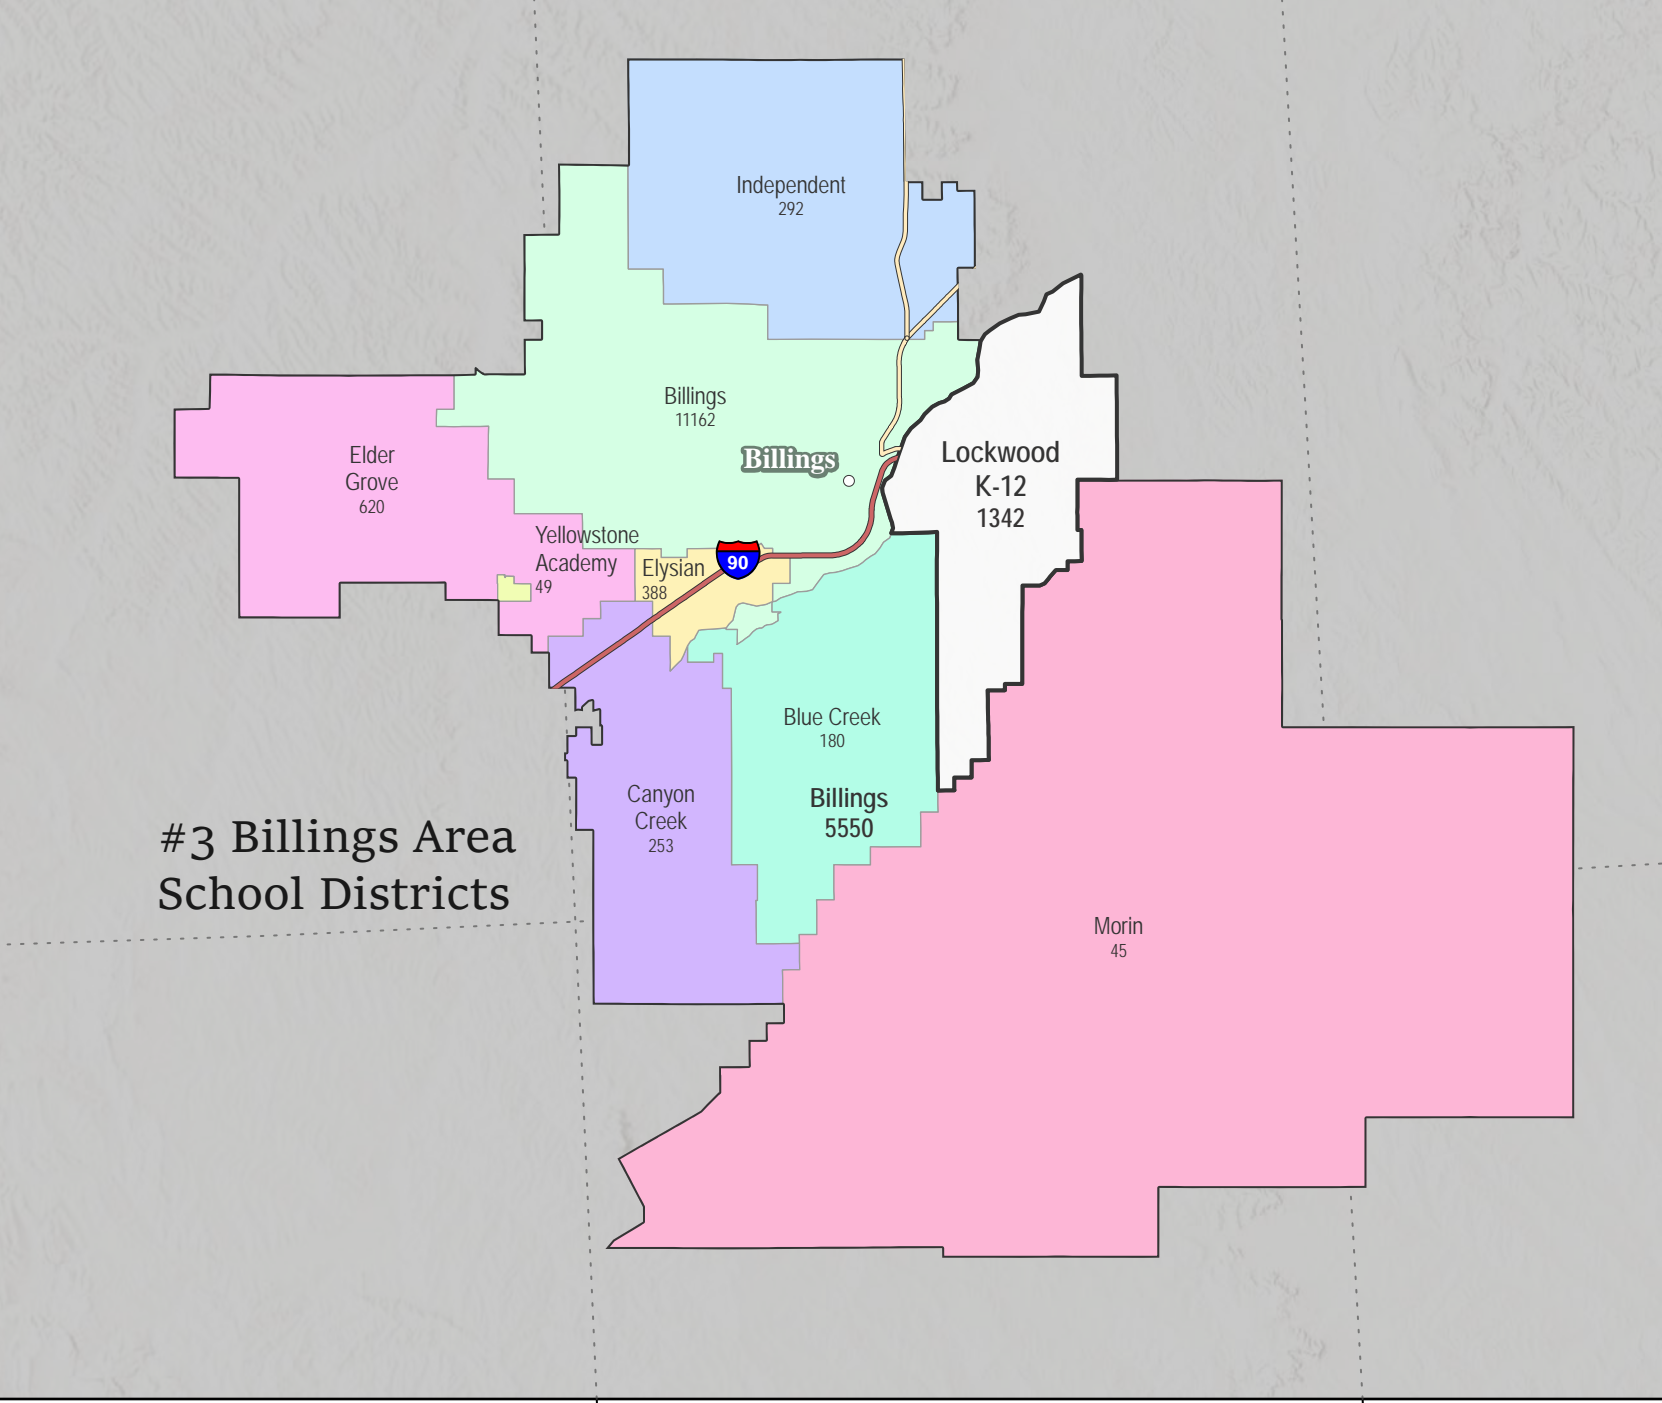 Independent
292
Billings
11162
Billings
Lockwood
K-12
1342
Elder
Grove
620
Yellowstone
Academy
49
Elysian
388
90
Blue Creek
180
Billings
5550
Canyon
Creek
253
#3 Billings Area
School Districts
Morin
45